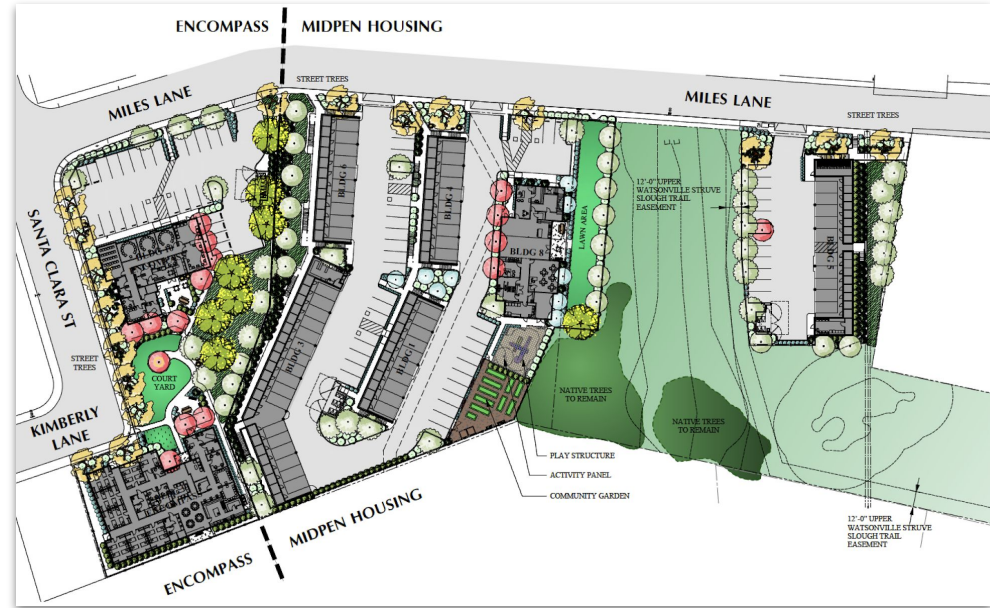 ENCOMPASS
MIDPEN HOUSING
STREET TREES
MILES LANE
MILES LANE
STREET TREES
BLDG 6
BLDG 4
12'-0" UPPER
WATSONVILLE STRUVE
SLOUGH TRAIL
EASEMENT
LAWN AREA
BLDG 8
BLDG 5
SANTA CLARA ST
STREET
TREES
COURT
YARD
BLDG 3
BLDG 1
NATIVE TREES
TO REMAIN
NATIVE TREES
TO REMAIN
KIMBERLY
LANE
PLAY STRUCTURE
ACTIVITY PANEL
COMMUNITY GARDEN
MIDPEN HOUSING
ENCOMPASS
12'-0" UPPER
WATSONVILLE STRUVE
SLOUGH TRAIL
EASEMENT